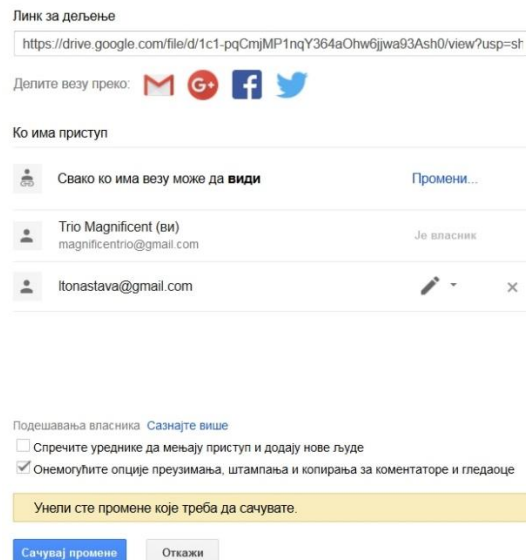 Линк за дељење
https://drive.google.com/file/d/1c1-pqCmjMP1nqY364aOhw6jjwa93Ash0/view?usp=sh
Делите везу преко:
Ко има приступ
Свако ко има везу може да види Промени...
Trio Magnificent (ви)
magnificentrio@gmail.com Је власник
ltonastava@gmail.com
Подешавања власника Сазнајте више
Спречите уреднике да мењају приступ и додају нове људе
Онемогућите опције преузимања, штампања и копирања за коментаторе и гледаоце
Унели сте промене које треба да сачувате.
Сачувај промене Откажи